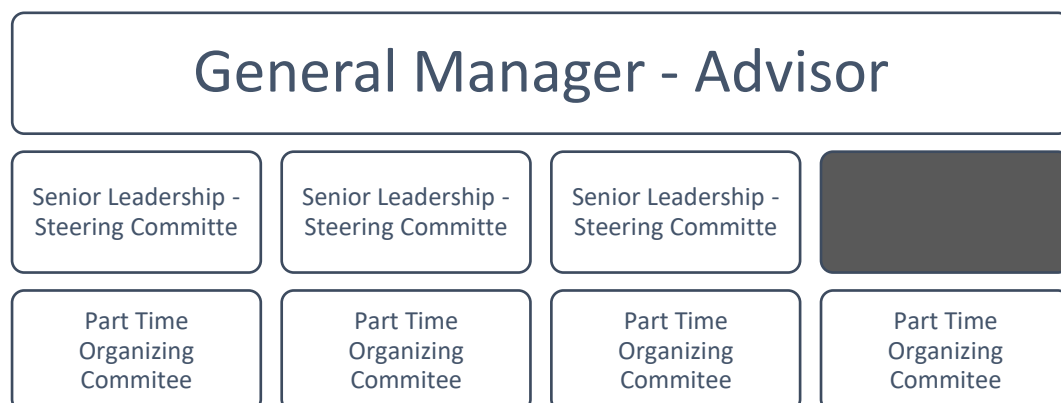 General Manager - Advisor
Senior Leadership -
Steering Committe
Senior Leadership -
Steering Committe
Senior Leadership -
Steering Committe
Part Time
Organizing
Commitee
Part Time
Organizing
Commitee
Part Time
Organizing
Commitee
Part Time
Organizing
Commitee